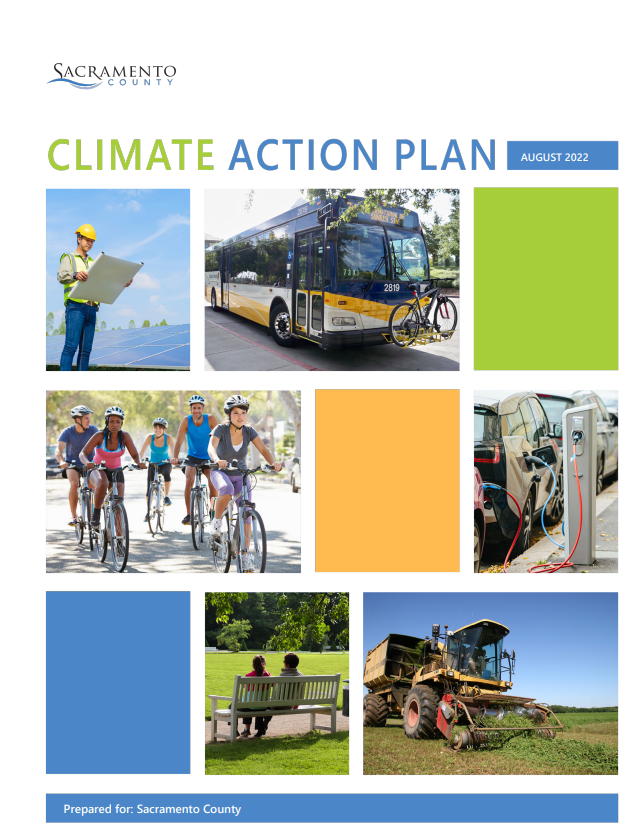 SACRAMENTO
COUNTY
CLIMATE ACTION PLAN
AUGUST 2022
2819
Prepared for: Sacramento County